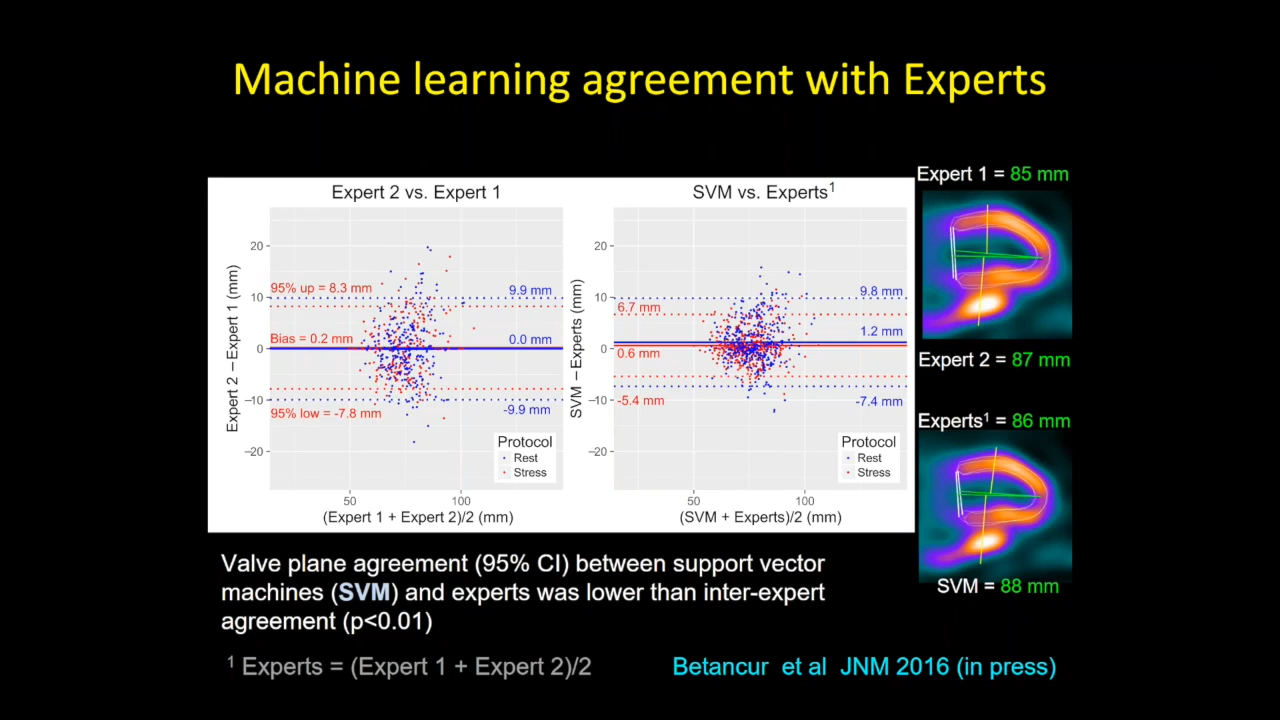 Machine learning agreement with Experts
Expert 2 vs. Expert 1
Expert 2 − Expert 1 (mm)
20
10
0
−10
−20
95% up = 8.3 mm
9.9 mm
Bias = 0.2 mm
0.0 mm
95% low = -7.8 mm
-9.9 mm
Protocol
Rest
Stress
50
100
(Expert 1 + Expert 2)/2 (mm)
SVM vs. Experts¹
SVM − Experts (mm)
20
10
0
−10
−20
6.7 mm
9.8 mm
1.2 mm
0.6 mm
-5.4 mm
-7.4 mm
Protocol
Rest
Stress
50
100
(SVM + Experts)/2 (mm)
Expert 1 = 85 mm
Expert 2 = 87 mm
Experts¹ = 86 mm
SVM = 88 mm
Valve plane agreement (95% CI) between support vector
machines (SVM) and experts was lower than inter-expert
agreement (p<0.01)
¹ Experts = (Expert 1 + Expert 2)/2
Betancur et al JNM 2016 (in press)